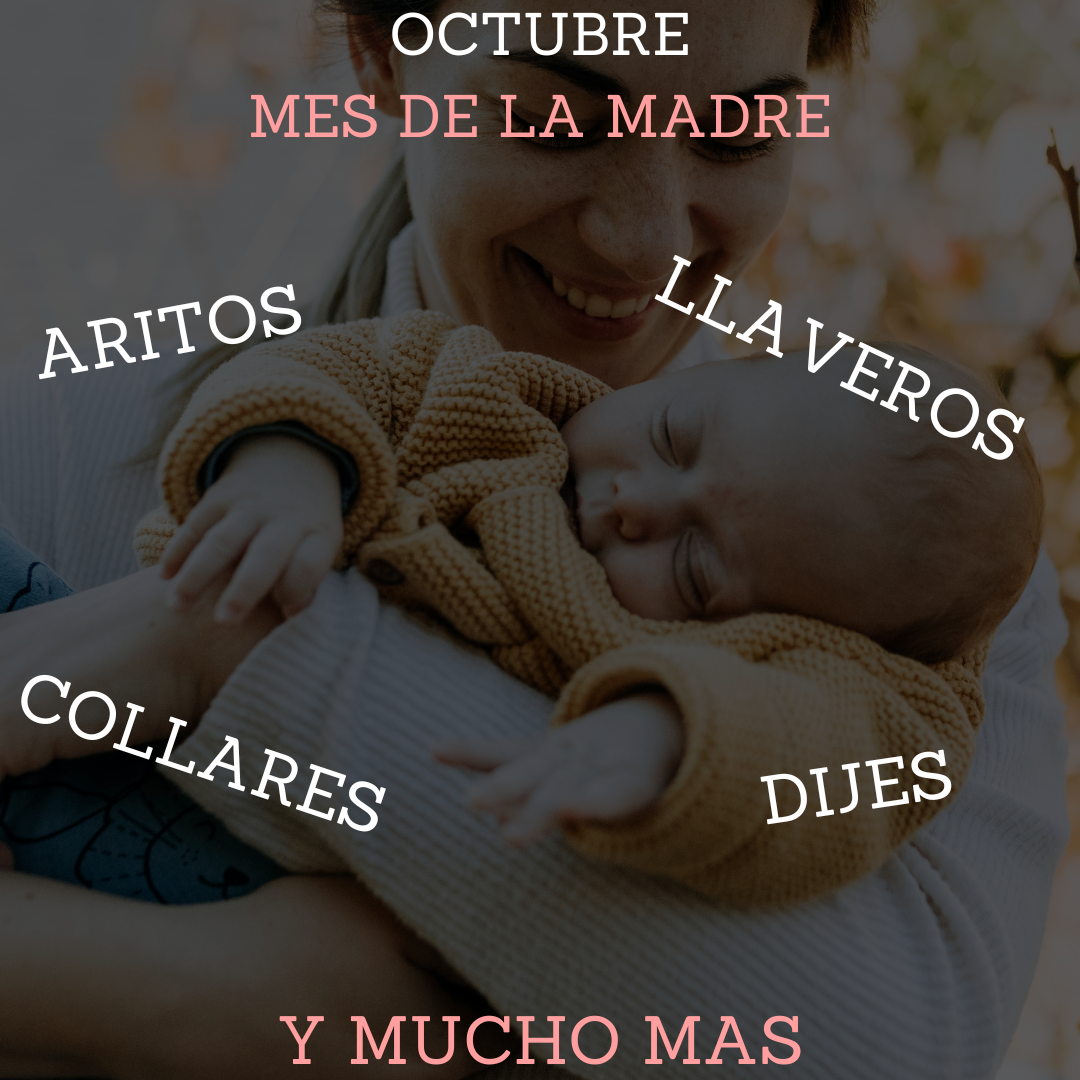 OCTUBRE
MES DE LA MADRE
ARITOS
LLAVEROS
COLLARES
DIJES
Y MUCHO MAS